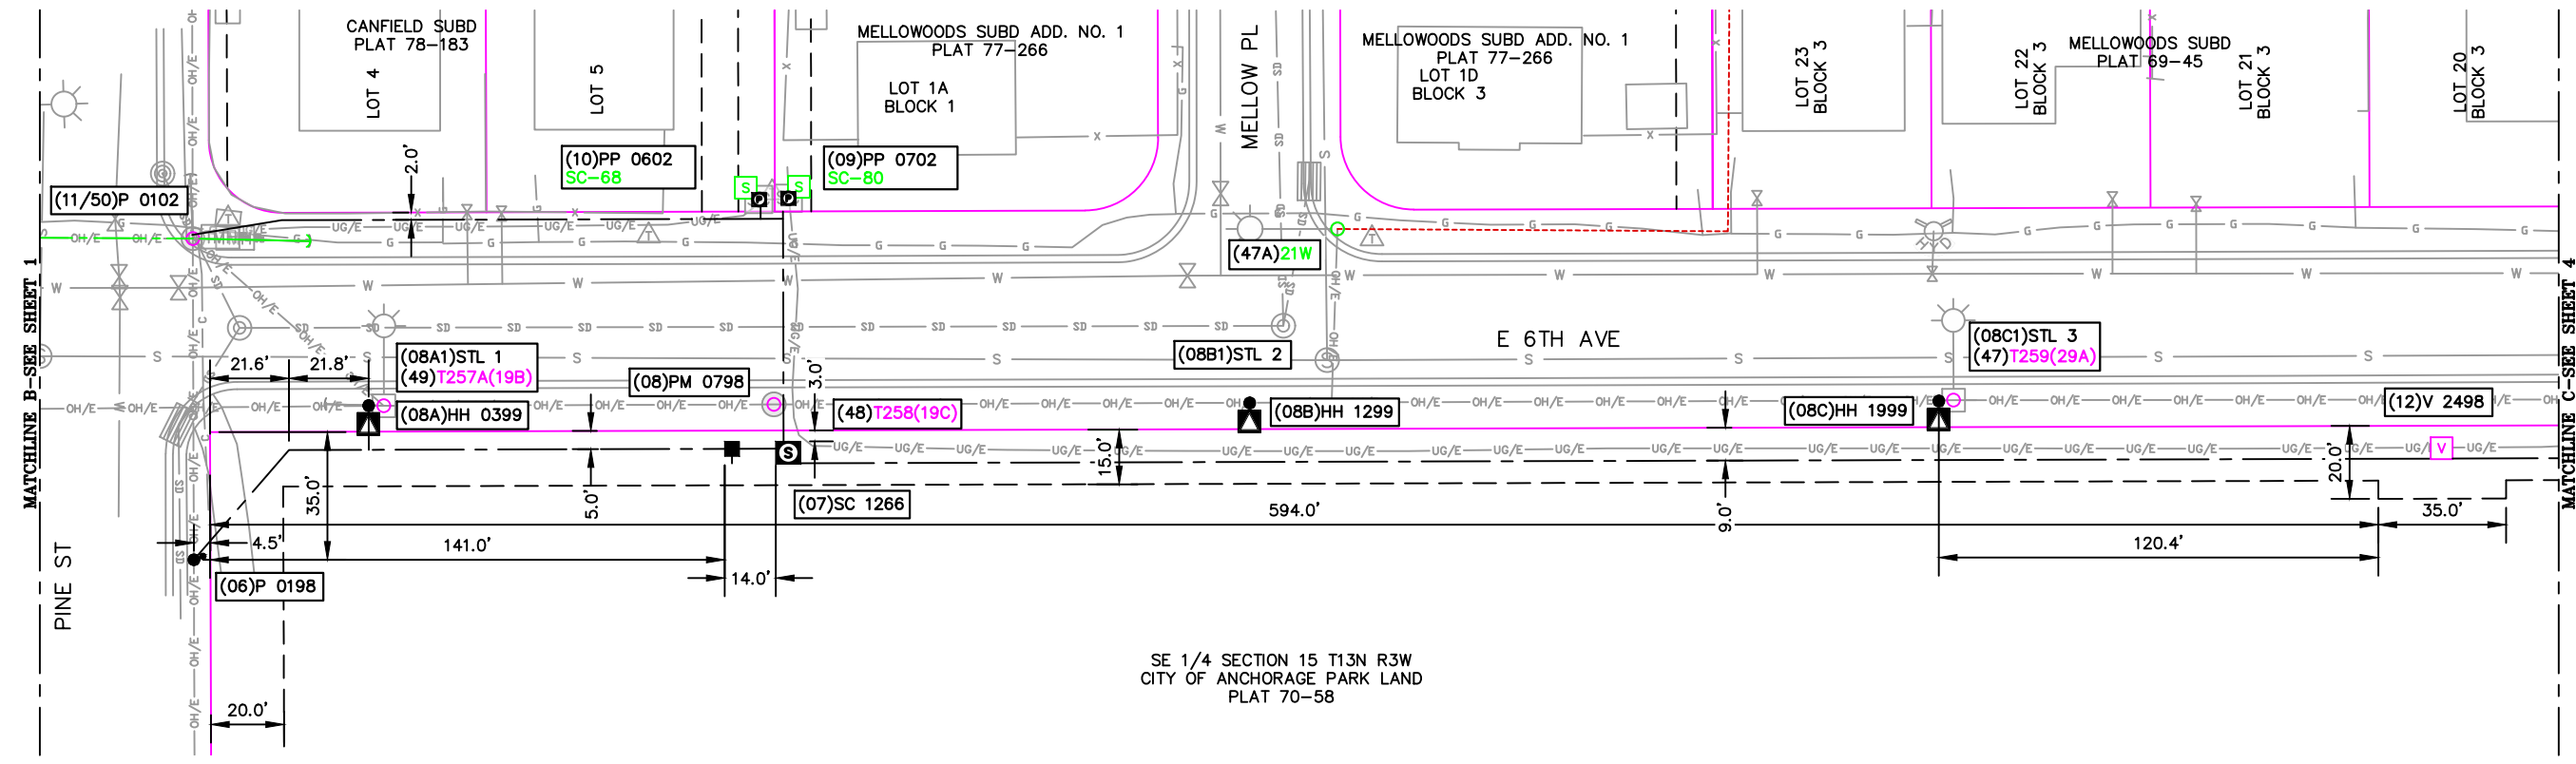 CANFIELD SUBD
PLAT 78-183
LOT 4
LOT 5
MELLOWOODS SUBD ADD. NO. 1
PLAT 77-266
LOT 1A
BLOCK 1
MELLOW PL
MELLOWOODS SUBD ADD. NO. 1
PLAT 77-266
LOT 1D
BLOCK 3
LOT 23
BLOCK 3
LOT 22
BLOCK 3
MELLOWOODS SUBD
PLAT 69-45
LOT 21
BLOCK 3
LOT 20
BLOCK 3
2.0'
(10)PP 0602
SC-68
(09)PP 0702
SC-80
S
S
P
P
(11/50)P 0102
(47A)21W
MATCHLINE B-SEE SHEET 1
MATCHLINE C-SEE SHEET 4
E 6TH AVE
21.6'
21.8'
(08A1)STL 1
(49)T257A(19B)
(08A)HH 0399
(08)PM 0798
3.0'
(48)T258(19C)
(08B1)STL 2
(08B)HH 1299
(08C1)STL 3
(47)T259(29A)
(08C)HH 1999
(12)V 2498
V
S
(07)SC 1266
35.0'
5.0'
15.0'
9.0'
20.0'
594.0'
35.0'
4.5'
141.0'
14.0'
120.4'
(06)P 0198
PINE ST
20.0'
SE 1/4 SECTION 15 T13N R3W
CITY OF ANCHORAGE PARK LAND
PLAT 70-58
OH/E
UG/E
G
W
SD
S
X
T
C